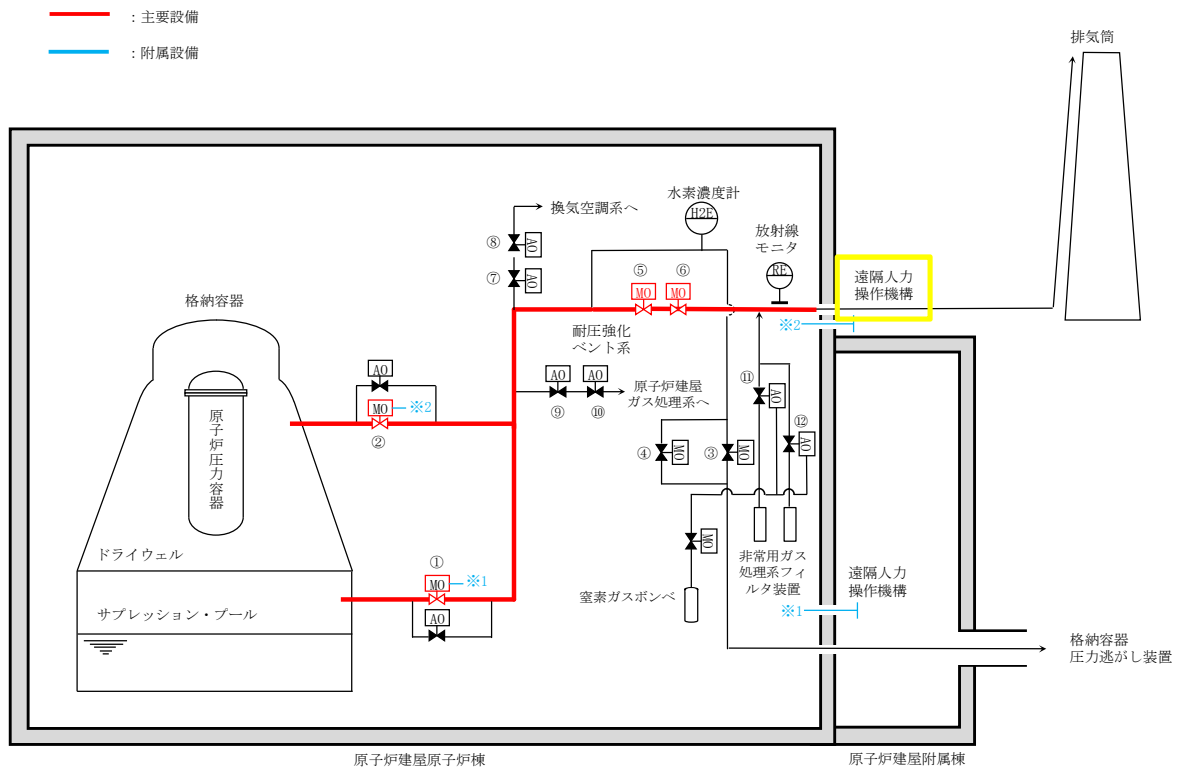 ：主要設備
：附属設備
排気筒
水素濃度計
H2E
換気空調系へ
⑧
AO
⑦
AO
放射線
モニタ
RE
⑤
⑥
MO
MO
遠隔人力
操作機構
※2
格納容器
耐圧強化
ベント系
AO
MO
※2
②
AO
AO
原子炉建屋
ガス処理系へ
⑨
⑩
⑪
AO
⑫
AO
④
MO
③
MO
原子炉圧力容器
ドライウェル
サプレッション・プール
①
MO
※1
AO
MO
窒素ガスボンベ
非常用ガス
処理系フィ
ルタ装置
遠隔人力
操作機構
※1
格納容器
圧力逃がし装置
原子炉建屋原子炉棟
原子炉建屋附属棟